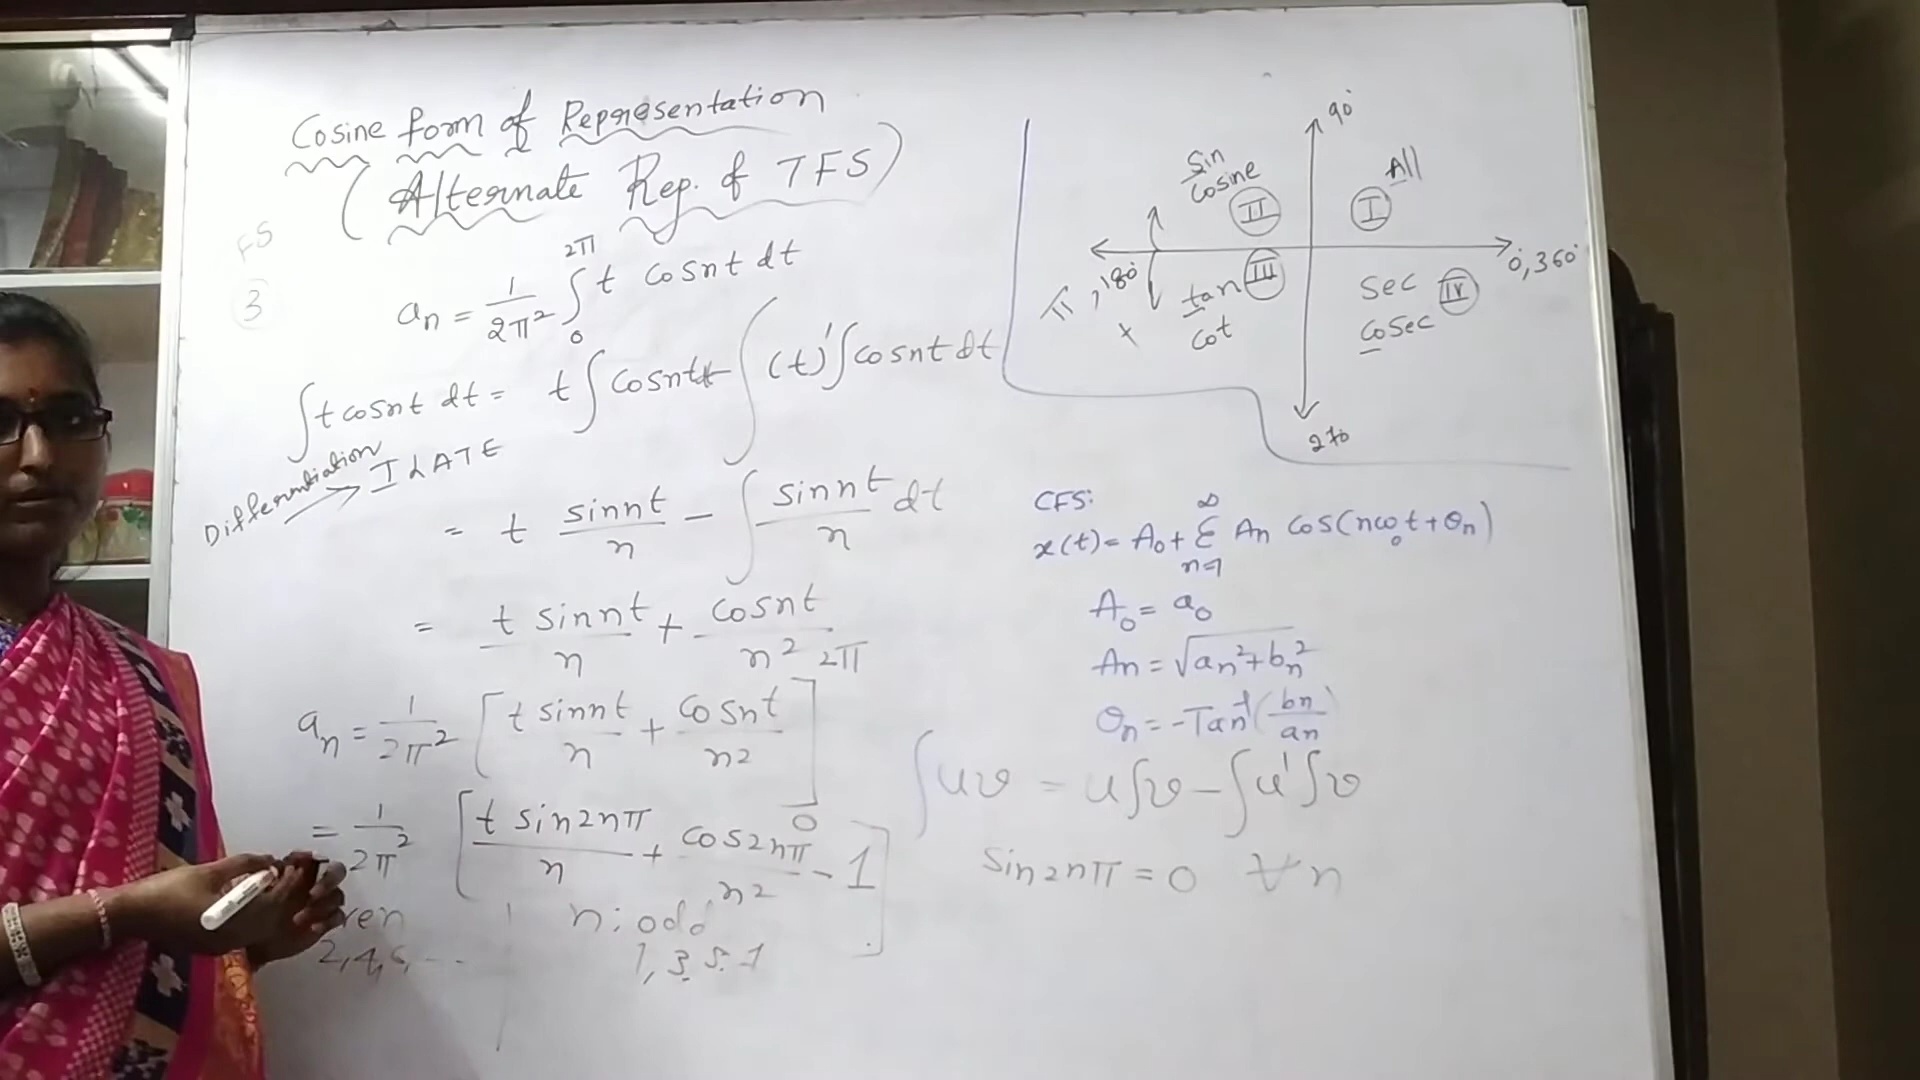 Cosine form of Representation
(Alternate Rep. of TFS)
FS
3
aₙ = 1/2π² ∫₀^2π t cosnt dt
∫t cosnt dt = t ∫cosnt - ∫(t)' ∫cosnt dt
Differentiation → ILATE
= t sinnt/n - ∫ sinnt/n dt
= t sinnt/n + cosnt/n²
aₙ = 1/2π² [t sinnt/n + cosnt/n²]₀^2π
= 1/2π² [t sin2nπ/n + cos2nπ/n² - 1]
n: odd
2,4,6, ...
1, 3, 5
90°
sin
cosine
II
All
I
π, 180°
0, 360°
tan
cot
III
sec
cosec
IV
270
CFS:
x(t) = A₀ + Σ_{n=1}^∞ An cos(nω₀t + θn)
A₀ = a₀
An = √(an² + bn²)
θn = -Tan⁻¹(bn/an)
∫uv = u∫v - ∫u'∫v
sin2nπ = 0 ∀ n